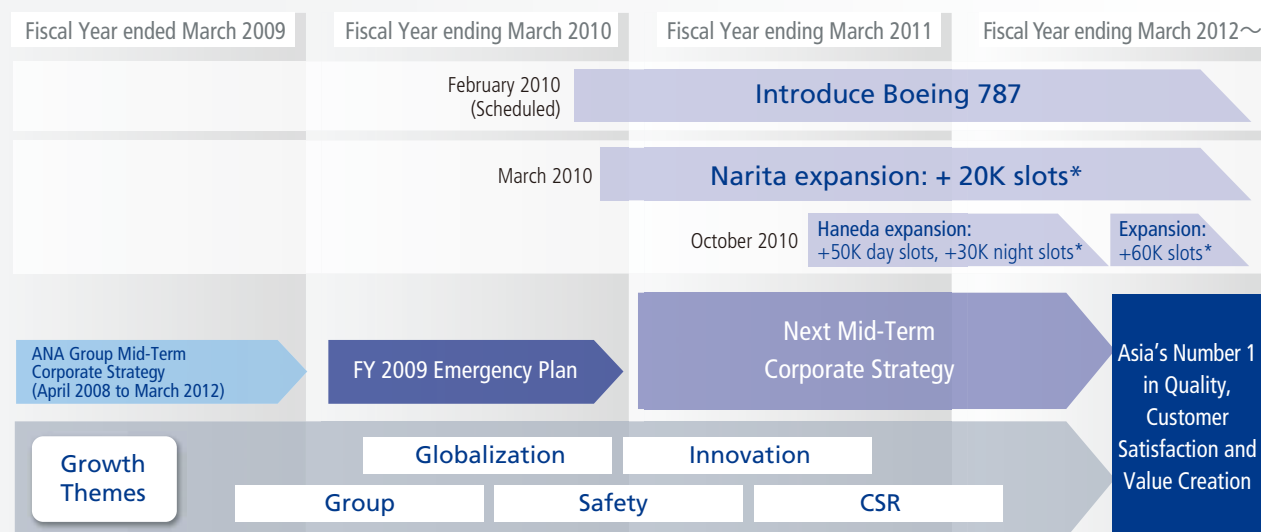 Fiscal Year ended March 2009
Fiscal Year ending March 2010
Fiscal Year ending March 2011
Fiscal Year ending March 2012～
February 2010
(Scheduled)
Introduce Boeing 787
March 2010
Narita expansion: + 20K slots*
October 2010
Haneda expansion:
+50K day slots, +30K night slots*
Expansion:
+60K slots*
ANA Group Mid-Term
Corporate Strategy
(April 2008 to March 2012)
FY 2009 Emergency Plan
Next Mid-Term
Corporate Strategy
Asia's Number 1
in Quality,
Customer
Satisfaction and
Value Creation
Growth
Themes
Globalization
Innovation
Group
Safety
CSR